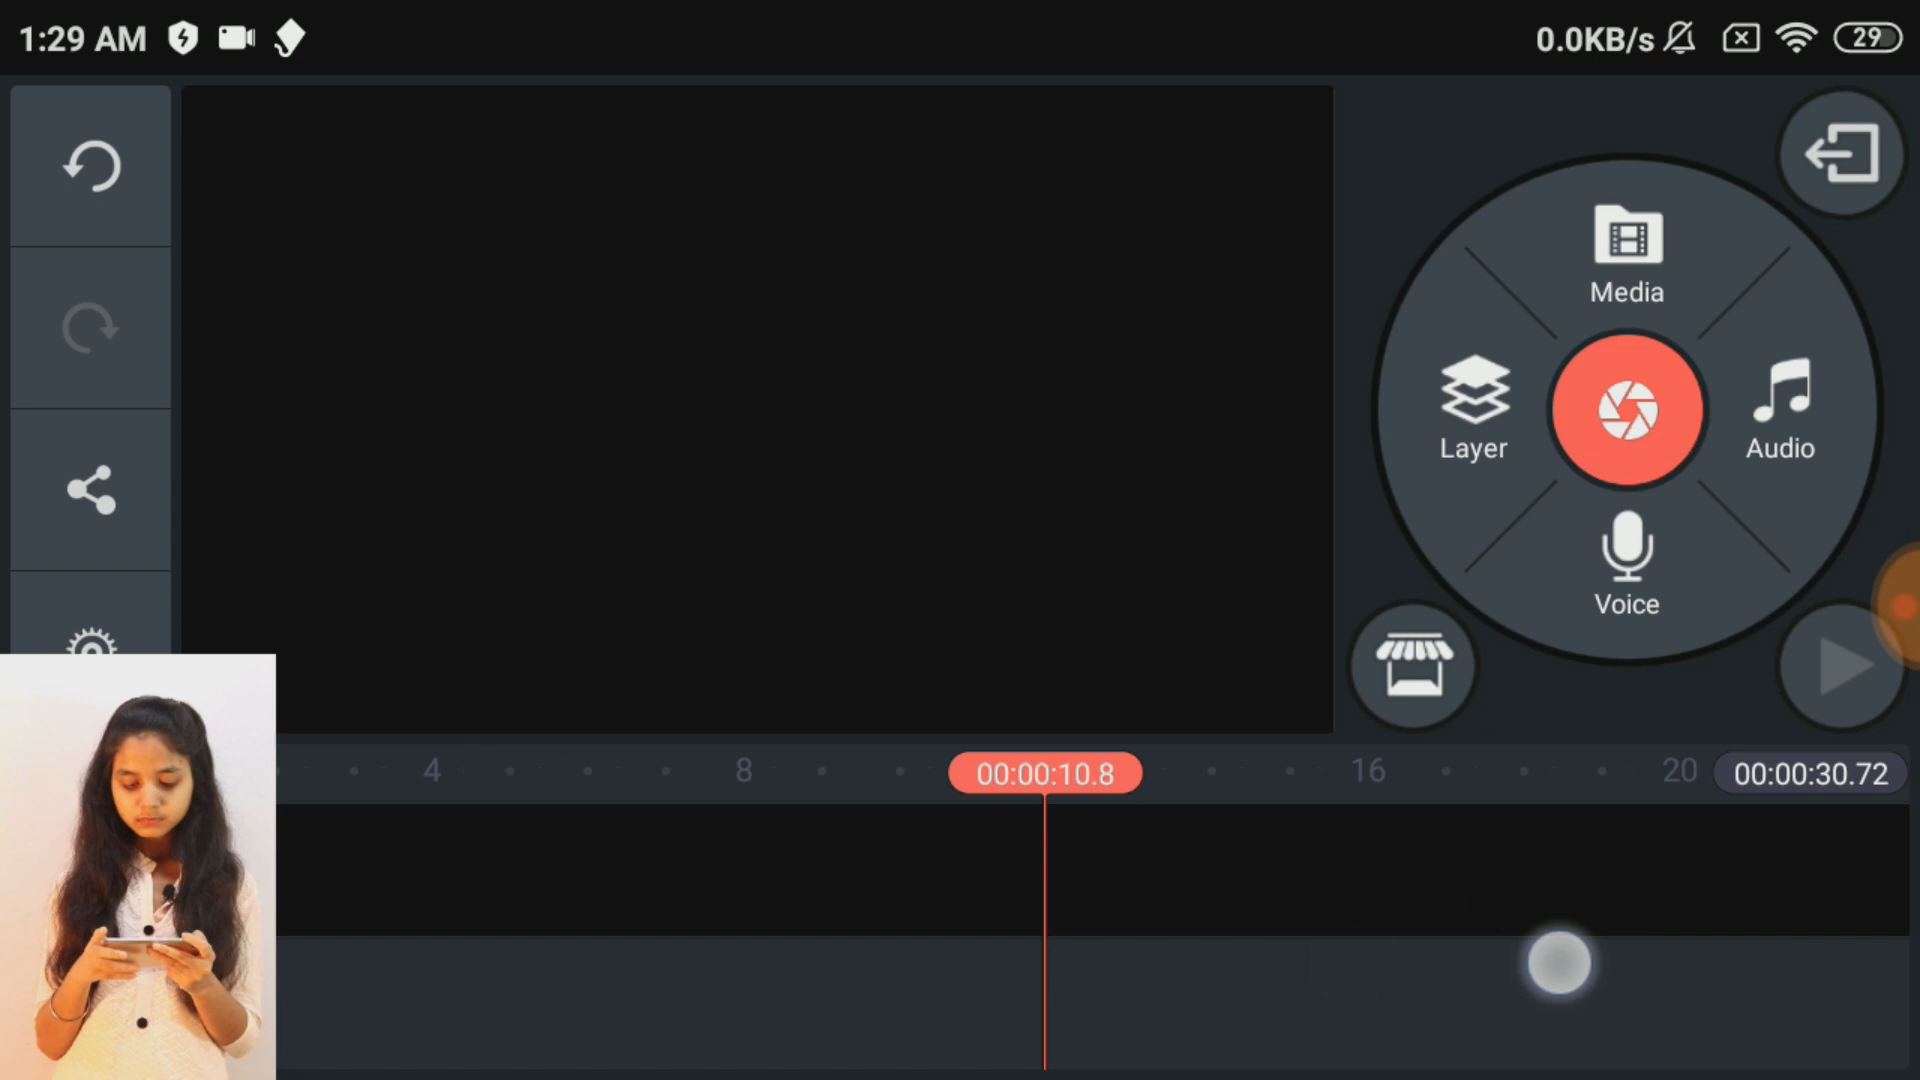 1:29 AM
0.0KB/s
29
Media
Layer
Audio
Voice
4
8
00:00:10.8
16
20
00:00:30.72